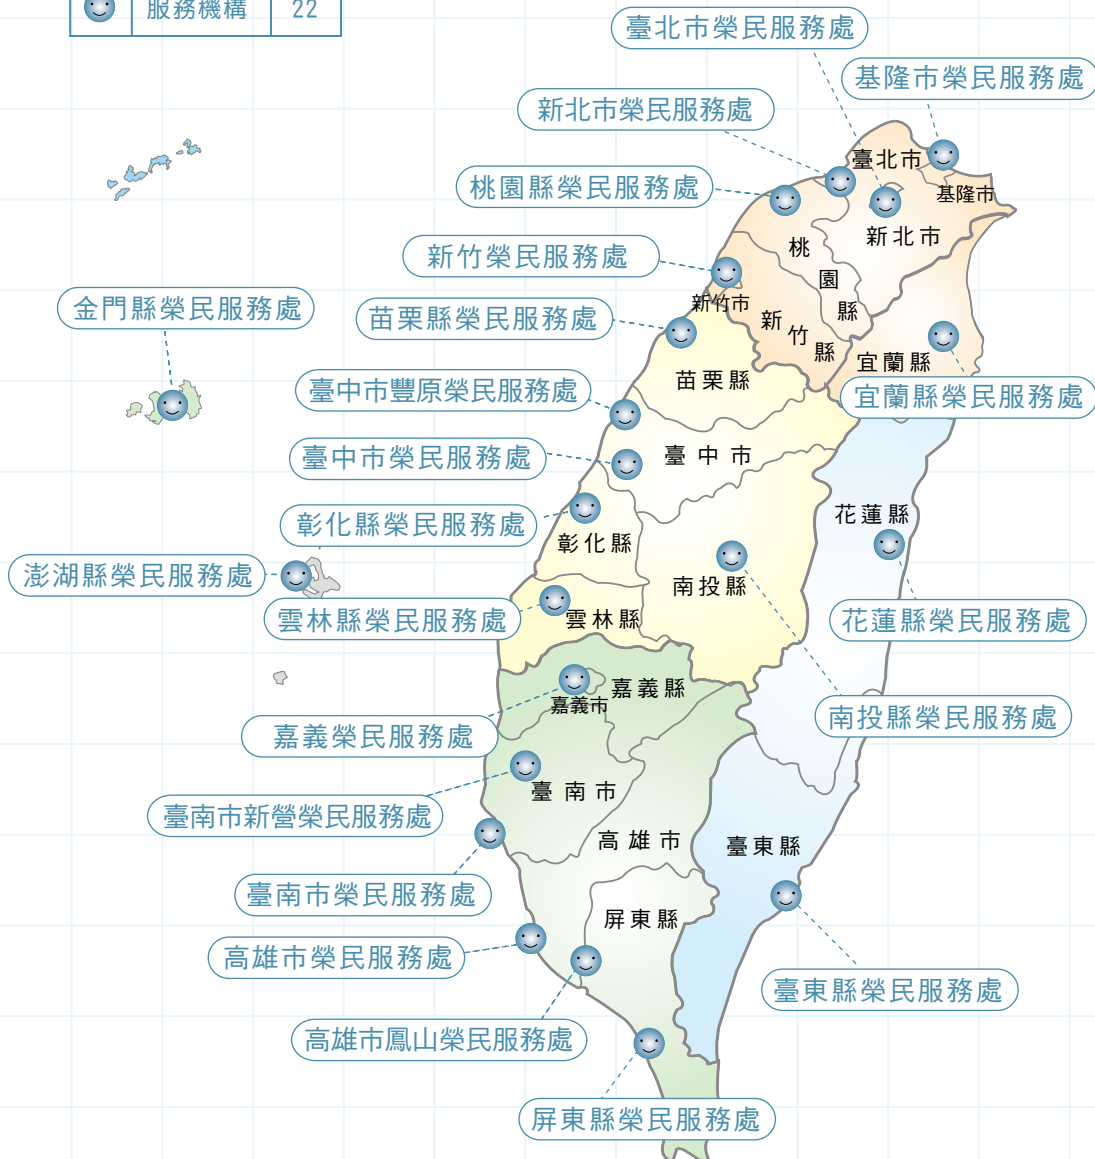 服務機構 22
臺北市榮民服務處
基隆市榮民服務處
新北市榮民服務處
桃園縣榮民服務處
新竹榮民服務處
苗栗縣榮民服務處
金門縣榮民服務處
臺中市豐原榮民服務處
臺中市榮民服務處
彰化縣榮民服務處
澎湖縣榮民服務處
雲林縣榮民服務處
嘉義榮民服務處
臺南市新營榮民服務處
臺南市榮民服務處
高雄市榮民服務處
高雄市鳳山榮民服務處
屏東縣榮民服務處
宜蘭縣榮民服務處
花蓮縣榮民服務處
南投縣榮民服務處
臺東縣榮民服務處
臺北市
基隆市
新北市
桃園縣
新竹市
新竹縣
宜蘭縣
苗栗縣
臺中市
彰化縣
南投縣
花蓮縣
雲林縣
嘉義縣
嘉義市
臺南市
高雄市
臺東縣
屏東縣